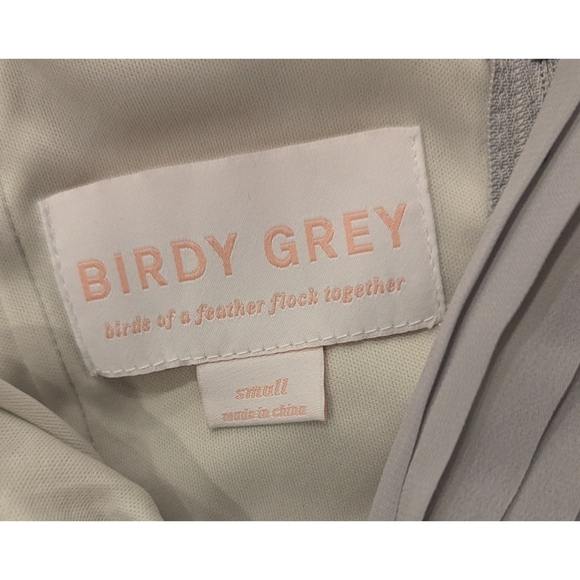 BIRDY GREY
birds of a feather flock together
small
made in china